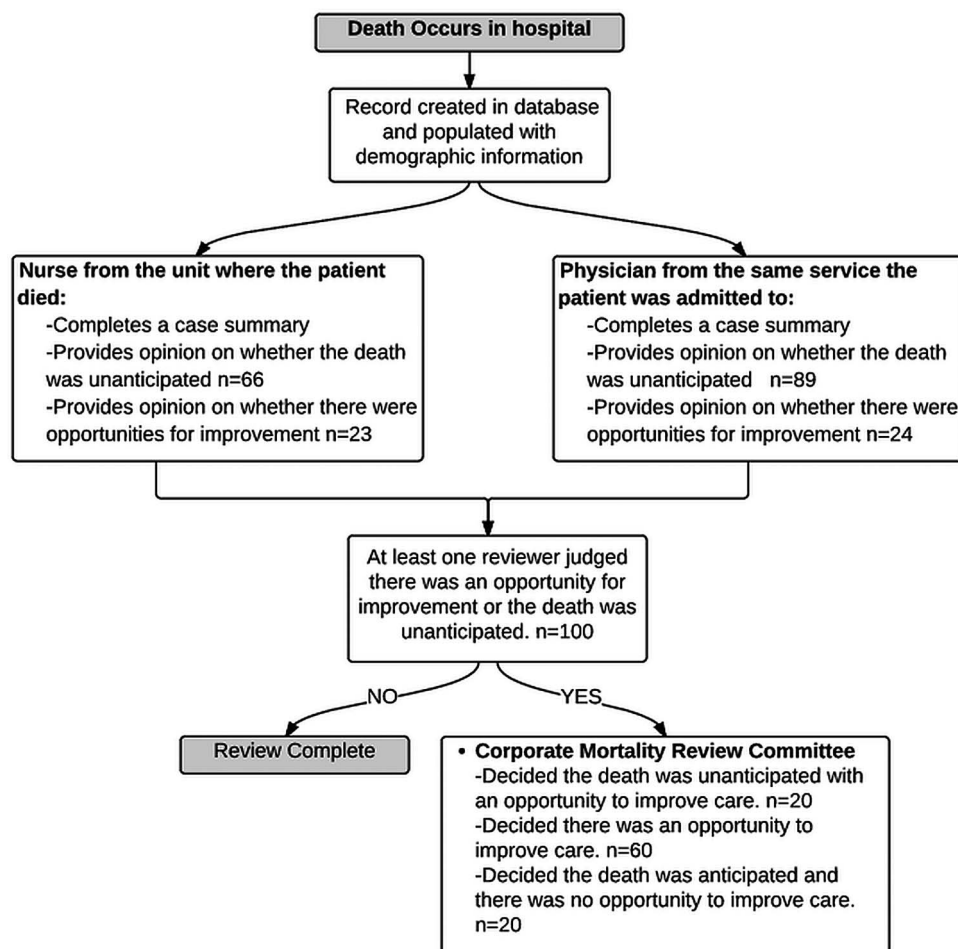 Death Occurs in hospital
Record created in database
and populated with
demographic information
Nurse from the unit where the patient
died:
-Completes a case summary
-Provides opinion on whether the death
was unanticipated n=66
-Provides opinion on whether there were
opportunities for improvement n=23
Physician from the same service the
patient was admitted to:
-Completes a case summary
-Provides opinion on whether the death
was unanticipated n=89
-Provides opinion on whether there were
opportunities for improvement n=24
At least one reviewer judged
there was an opportunity for
improvement or the death was
unanticipated. n=100
NO
YES
Review Complete
• Corporate Mortality Review Committee
-Decided the death was unanticipated with
an opportunity to improve care. n=20
-Decided there was an opportunity to
improve care. n=60
-Decided the death was anticipated and
there was no opportunity to improve care.
n=20